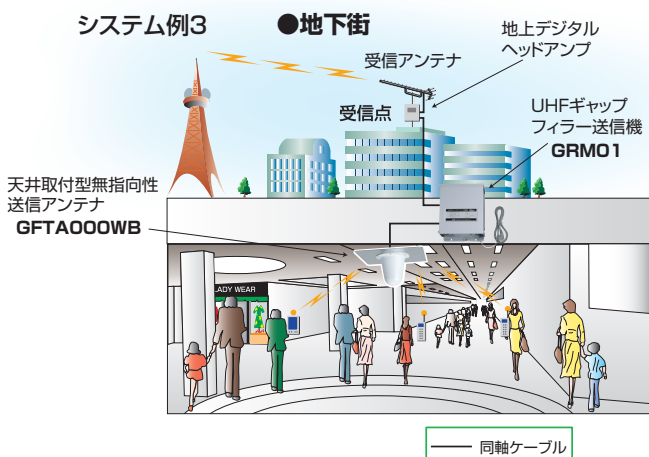 システム例3 ●地下街
受信アンテナ
地上デジタル
ヘッドアンプ
受信点
UHFギャップ
フィラー送信機
GRM01
天井取付型無指向性
送信アンテナ
GFTA000WB
LADY WEAR
同軸ケーブル